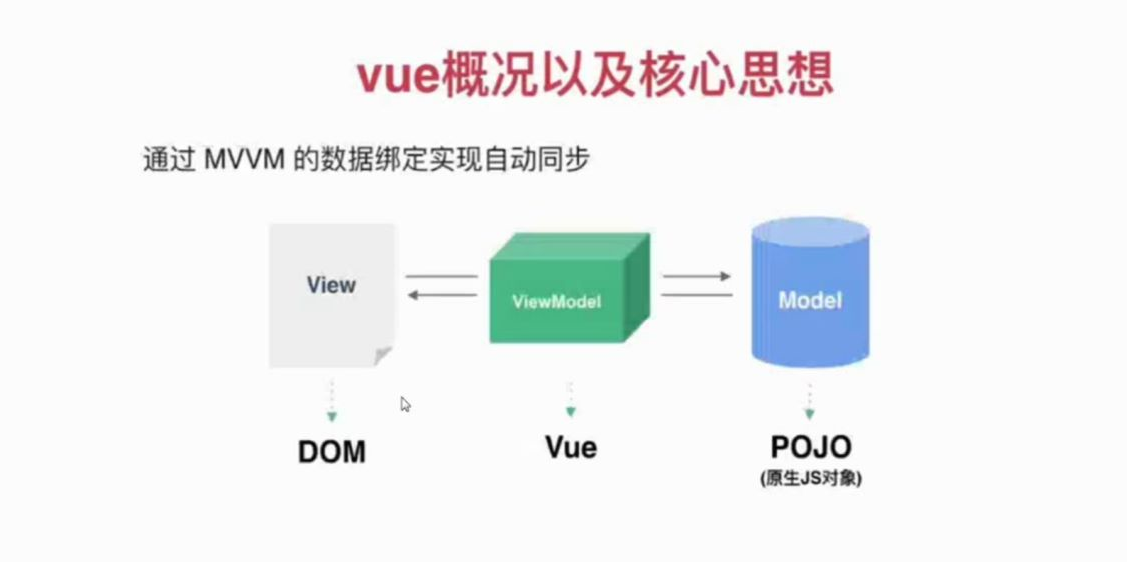 vue概况以及核心思想
通过 MVVM 的数据绑定实现自动同步
View
ViewModel
Model
DOM
Vue
POJO
(原生JS对象)